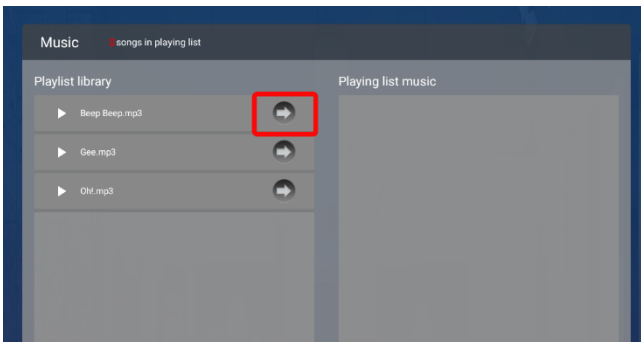 Music songs in playing list
Playlist library
Playing list music
Beep Beep.mp3
Gee.mp3
Oh!.mp3